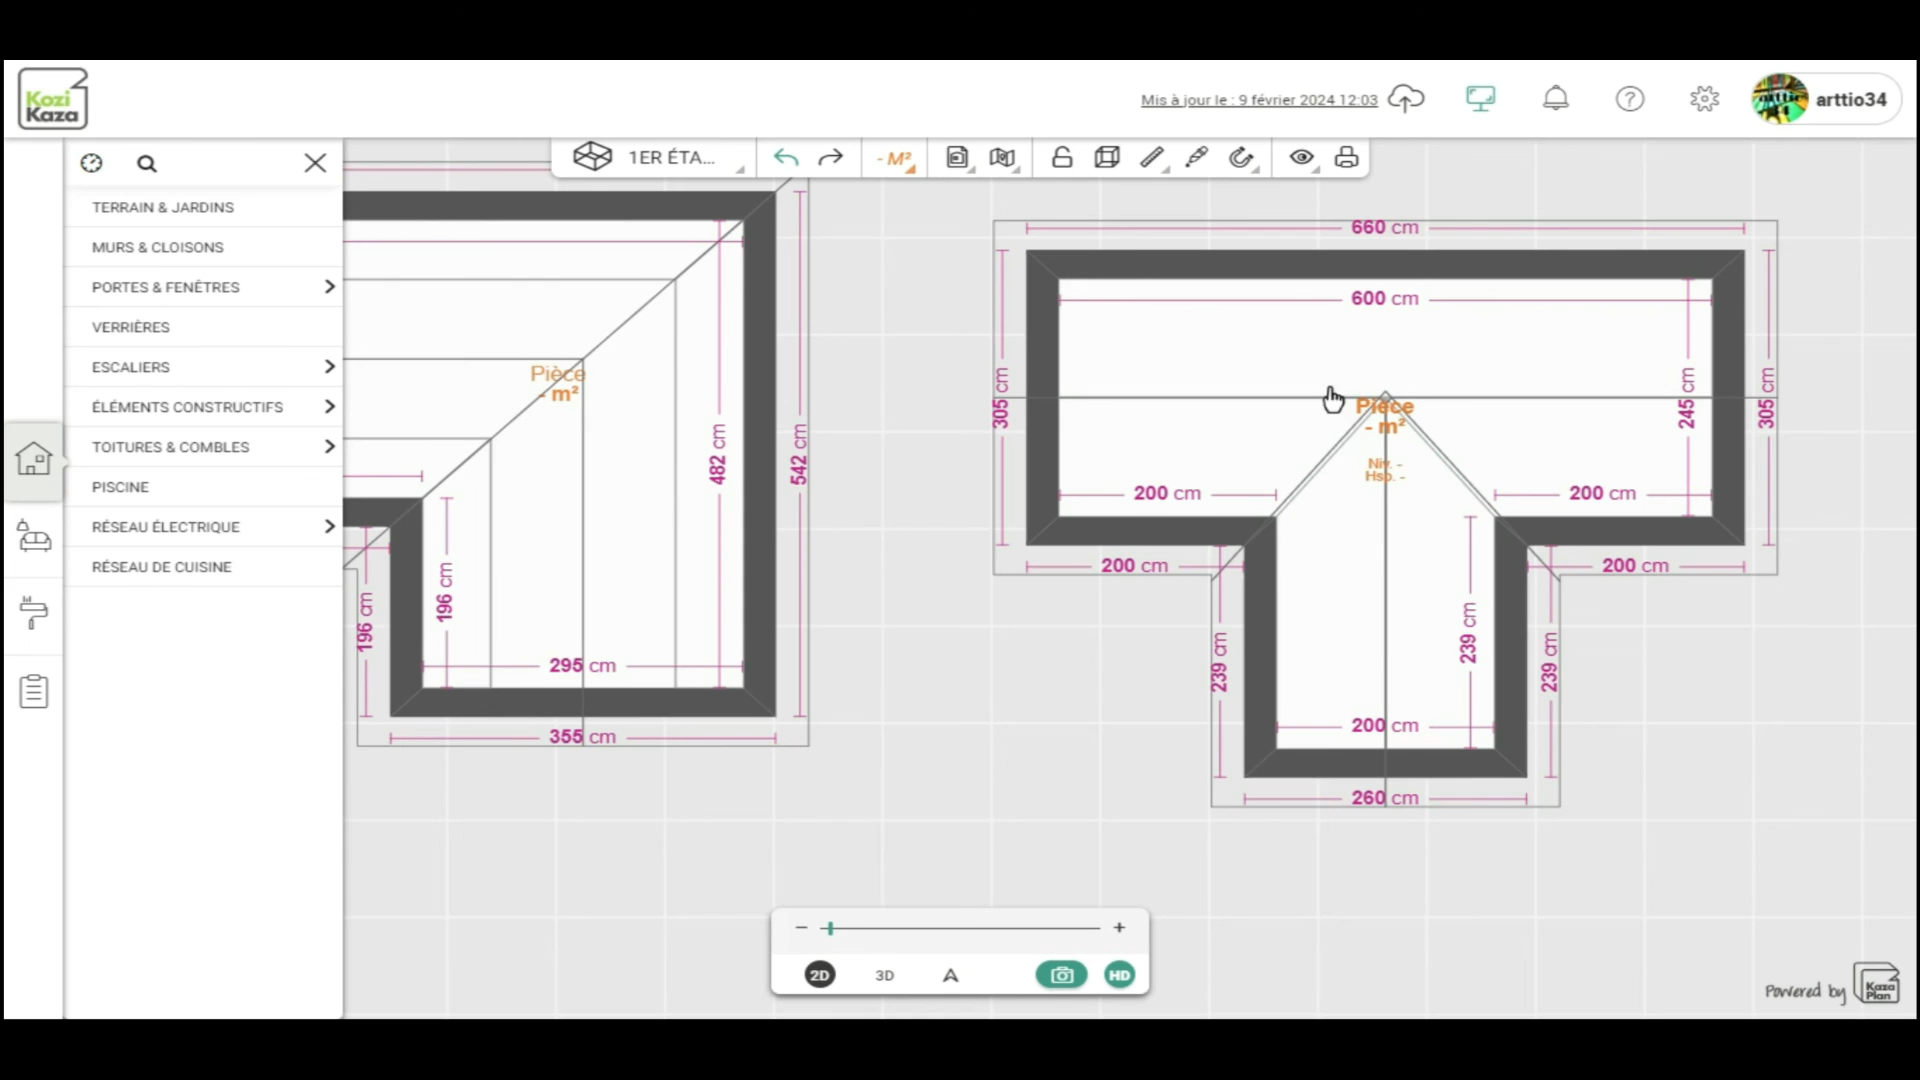 Kozi
Kaza
Mis à jour le : 9 février 2024 12:03
arttio34
1ER ÉTA...
- M²
TERRAIN & JARDINS
MURS & CLOISONS
PORTES & FENÊTRES
VERRIÈRES
ESCALIERS
ÉLÉMENTS CONSTRUCTIFS
TOITURES & COMBLES
PISCINE
RÉSEAU ÉLECTRIQUE
RÉSEAU DE CUISINE
Pièce
- m²
482 cm
542 cm
196 cm
196 cm
295 cm
355 cm
660 cm
600 cm
305 cm
245 cm
305 cm
Pièce
- m²
Niv. -
Hsp. -
200 cm
200 cm
200 cm
200 cm
239 cm
239 cm
239 cm
200 cm
260 cm
2D
3D
HD
Powered by
Kaza
Plan